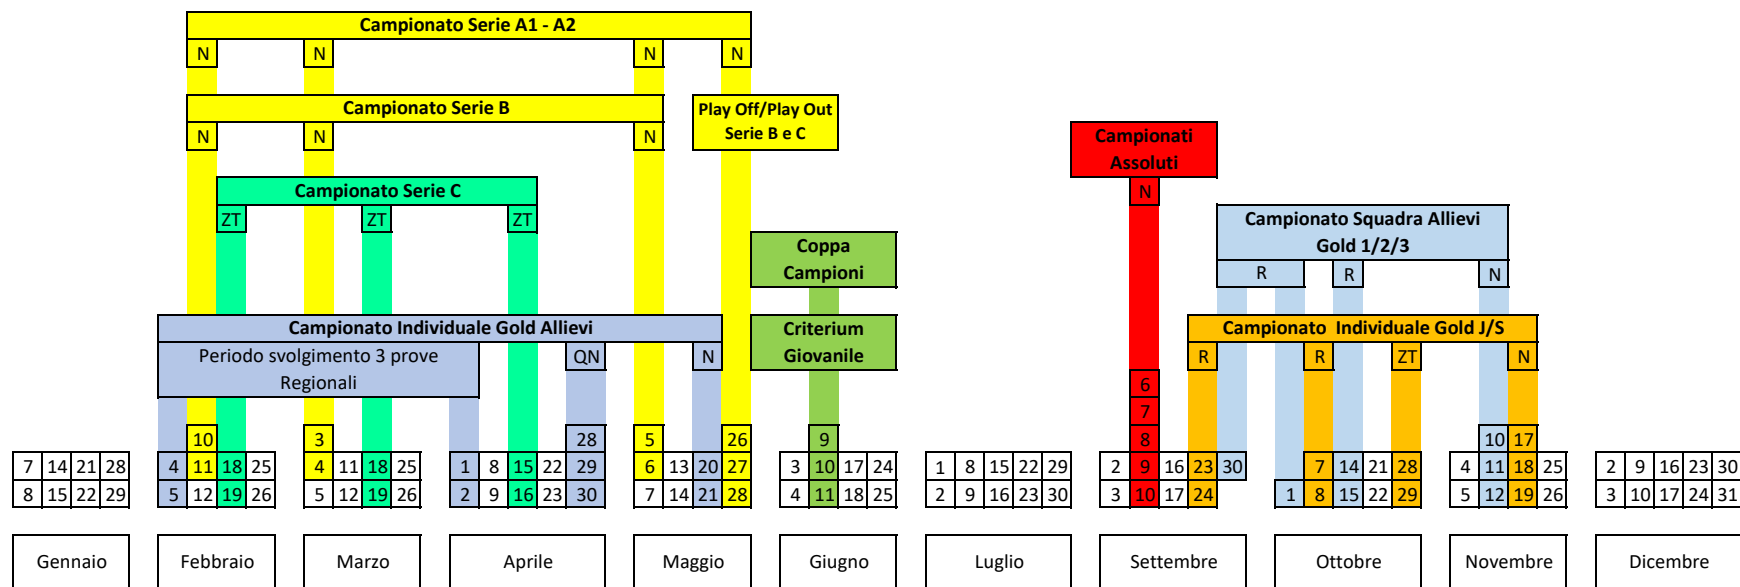 Campionato Serie A1 - A2
N N N N
Campionato Serie B
Play Off/Play Out
Serie B e C
N N N
Campionati
Assoluti
N
Campionato Serie C
ZT ZT ZT
Campionato Squadra Allievi
Gold 1/2/3
R R N
Coppa
Campioni
Campionato Individuale Gold Allievi
Periodo svolgimento 3 prove
Regionali
QN N
Criterium
Giovanile
Campionato Individuale Gold J/S
R R ZT N
6
7
10 3 28 5 26 9 8 10 17
7 14 21 28 4 11 18 25 4 11 18 25 1 8 15 22 29 6 13 20 27 3 10 17 24 1 8 15 22 29 2 9 16 23 30 7 14 21 28 4 11 18 25 2 9 16 23 30
8 15 22 29 5 12 19 26 5 12 19 26 2 9 16 23 30 7 14 21 28 4 11 18 25 2 9 16 23 30 3 10 17 24 1 8 15 22 29 5 12 19 26 3 10 17 24 31
Gennaio Febbraio Marzo Aprile Maggio Giugno Luglio Settembre Ottobre Novembre Dicembre